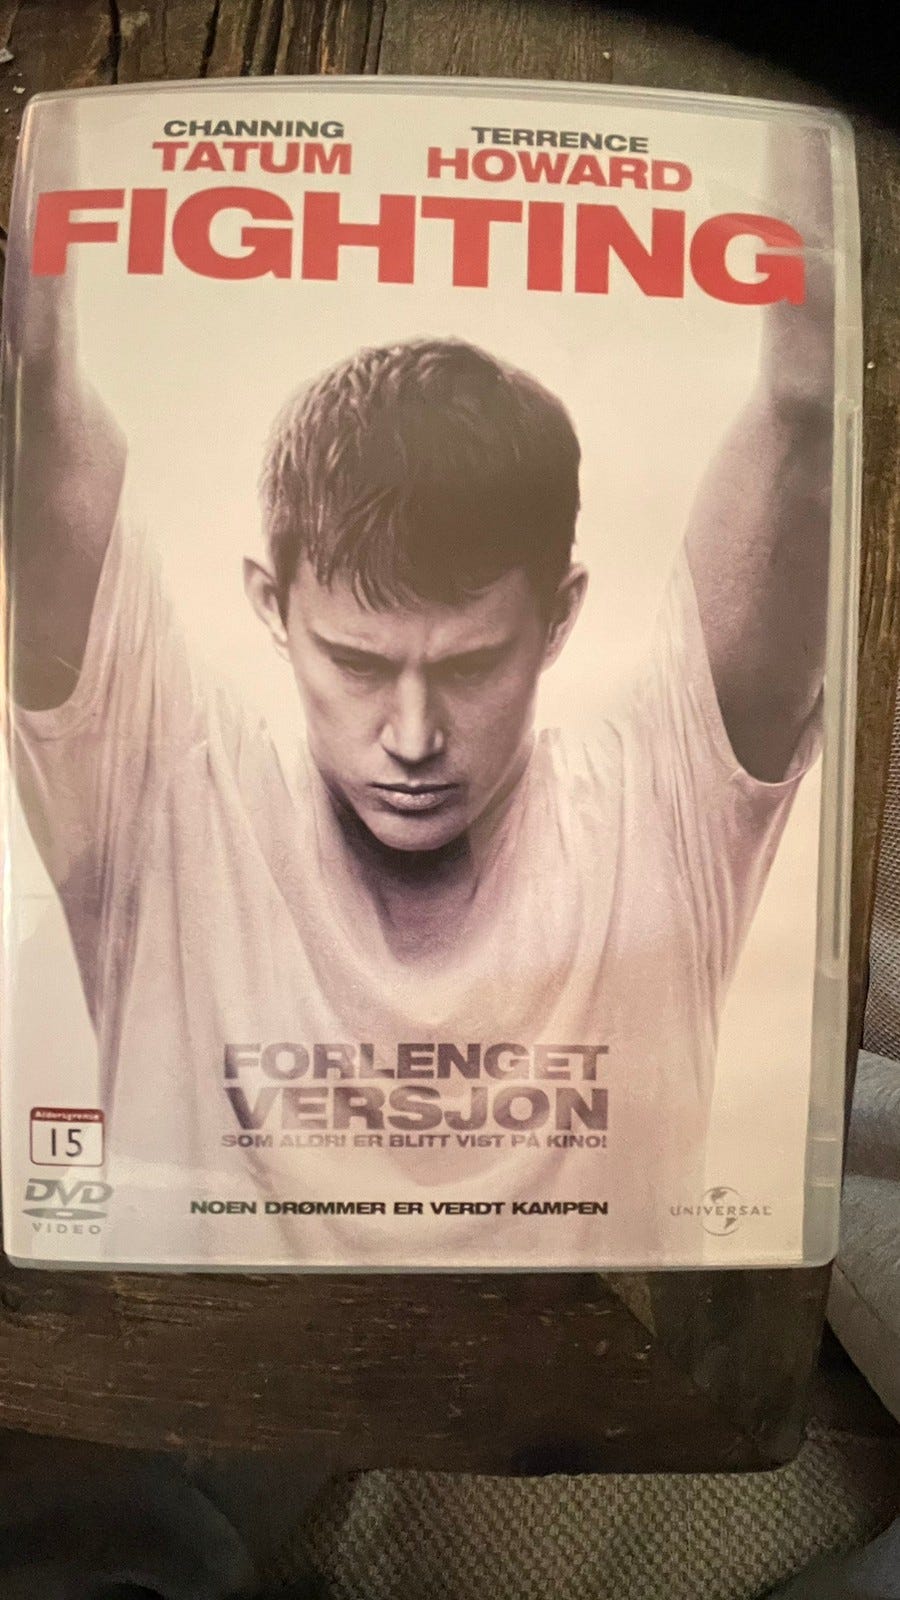 CHANNING
TATUM
TERRENCE
HOWARD
FIGHTING
FORLENGET
VERSJON
SOM ALDRI ER BLITT VIST PÅ KINO!
Aldersgrense
15
DVD
VIDEO
NOEN DRØMMER ER VERDT KAMPEN
UNIVERSAL